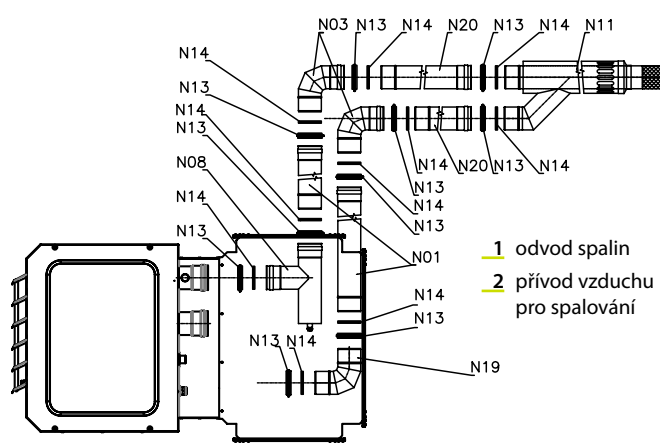 N03 N13 N14 N20 N13 N14 N11
N14
N13
N14
N13
N08
N14
N13
N14 N20 N13 N14
N13
N14
N13
N01
N14
N13
N13 N14
N19
1 odvod spalin
2 přívod vzduchu
pro spalování